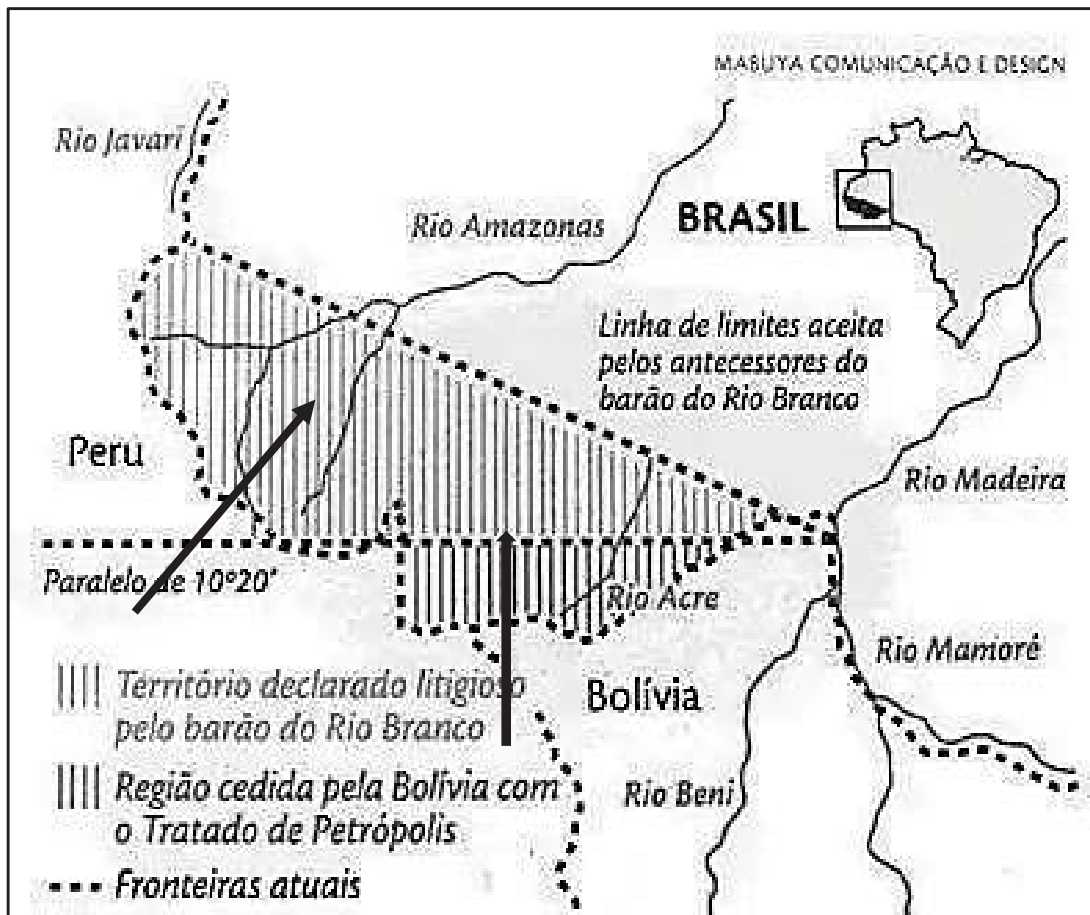 MABUYA COMUNICAÇÃO E DESIGN
Rio Javari
Rio Amazonas
BRASIL
Linha de limites aceita
pelos antecessores do
barão do Rio Branco
Peru
Rio Madeira
Paralelo de 10º20'
Rio Acre
Rio Mamoré
Bolívia
Rio Beni
Território declarado litigioso
pelo barão do Rio Branco
Região cedida pela Bolívia com
o Tratado de Petrópolis
Fronteiras atuais